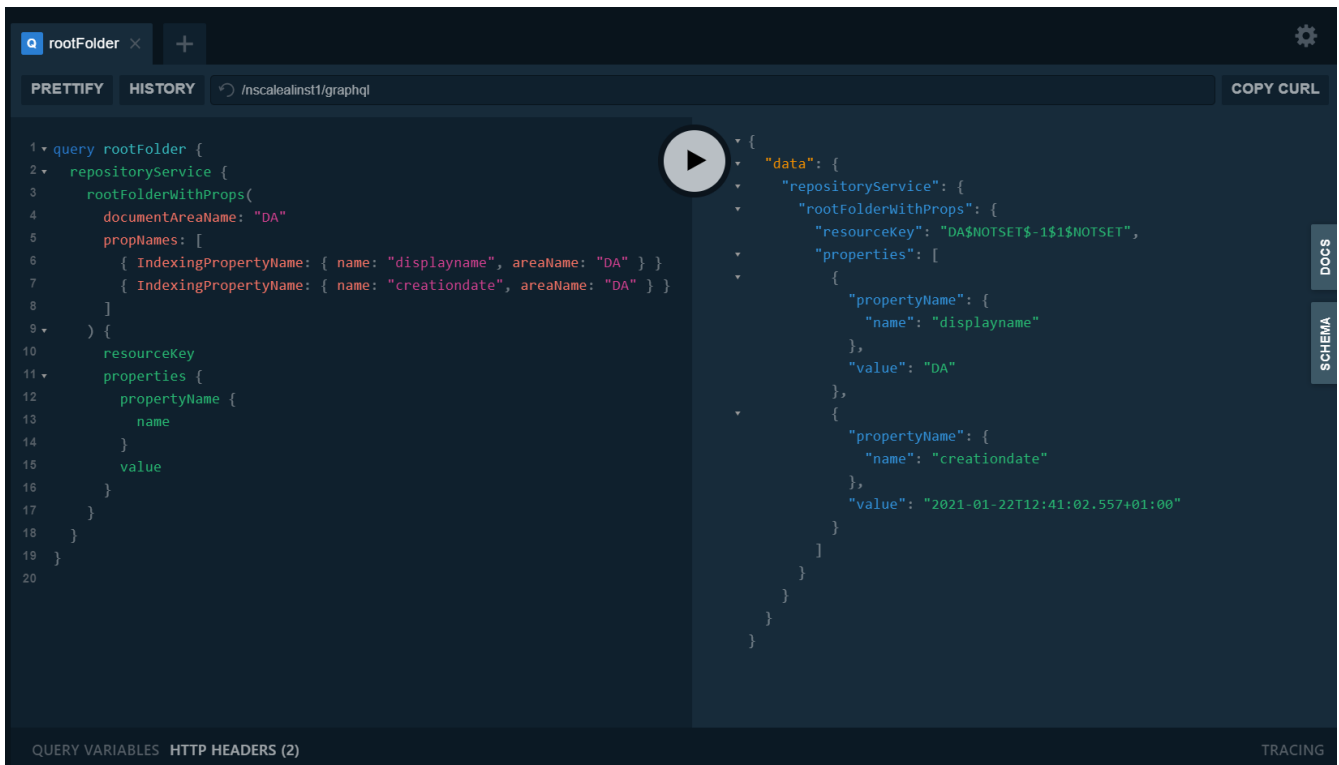 Q rootFolder
PRETTIFY HISTORY /nscalealinst1/graphql COPY CURL
1 query rootFolder {
2 repositoryService {
3 rootFolderWithProps(
4 documentAreaName: "DA"
5 propNames: [
6 { IndexingPropertyName: { name: "displayname", areaName: "DA" } }
7 { IndexingPropertyName: { name: "creationdate", areaName: "DA" } }
8 ]
9 ) {
10 resourceKey
11 properties {
12 propertyName {
13 name
14 }
15 value
16 }
17 }
18 }
19 }
20
{
"data": {
"repositoryService": {
"rootFolderWithProps": {
"resourceKey": "DA$NOTSET$-1$1$NOTSET",
"properties": [
{
"propertyName": {
"name": "displayname"
},
"value": "DA"
},
{
"propertyName": {
"name": "creationdate"
},
"value": "2021-01-22T12:41:02.557+01:00"
}
]
}
}
}
}
DOCS
SCHEMA
QUERY VARIABLES HTTP HEADERS (2) TRACING